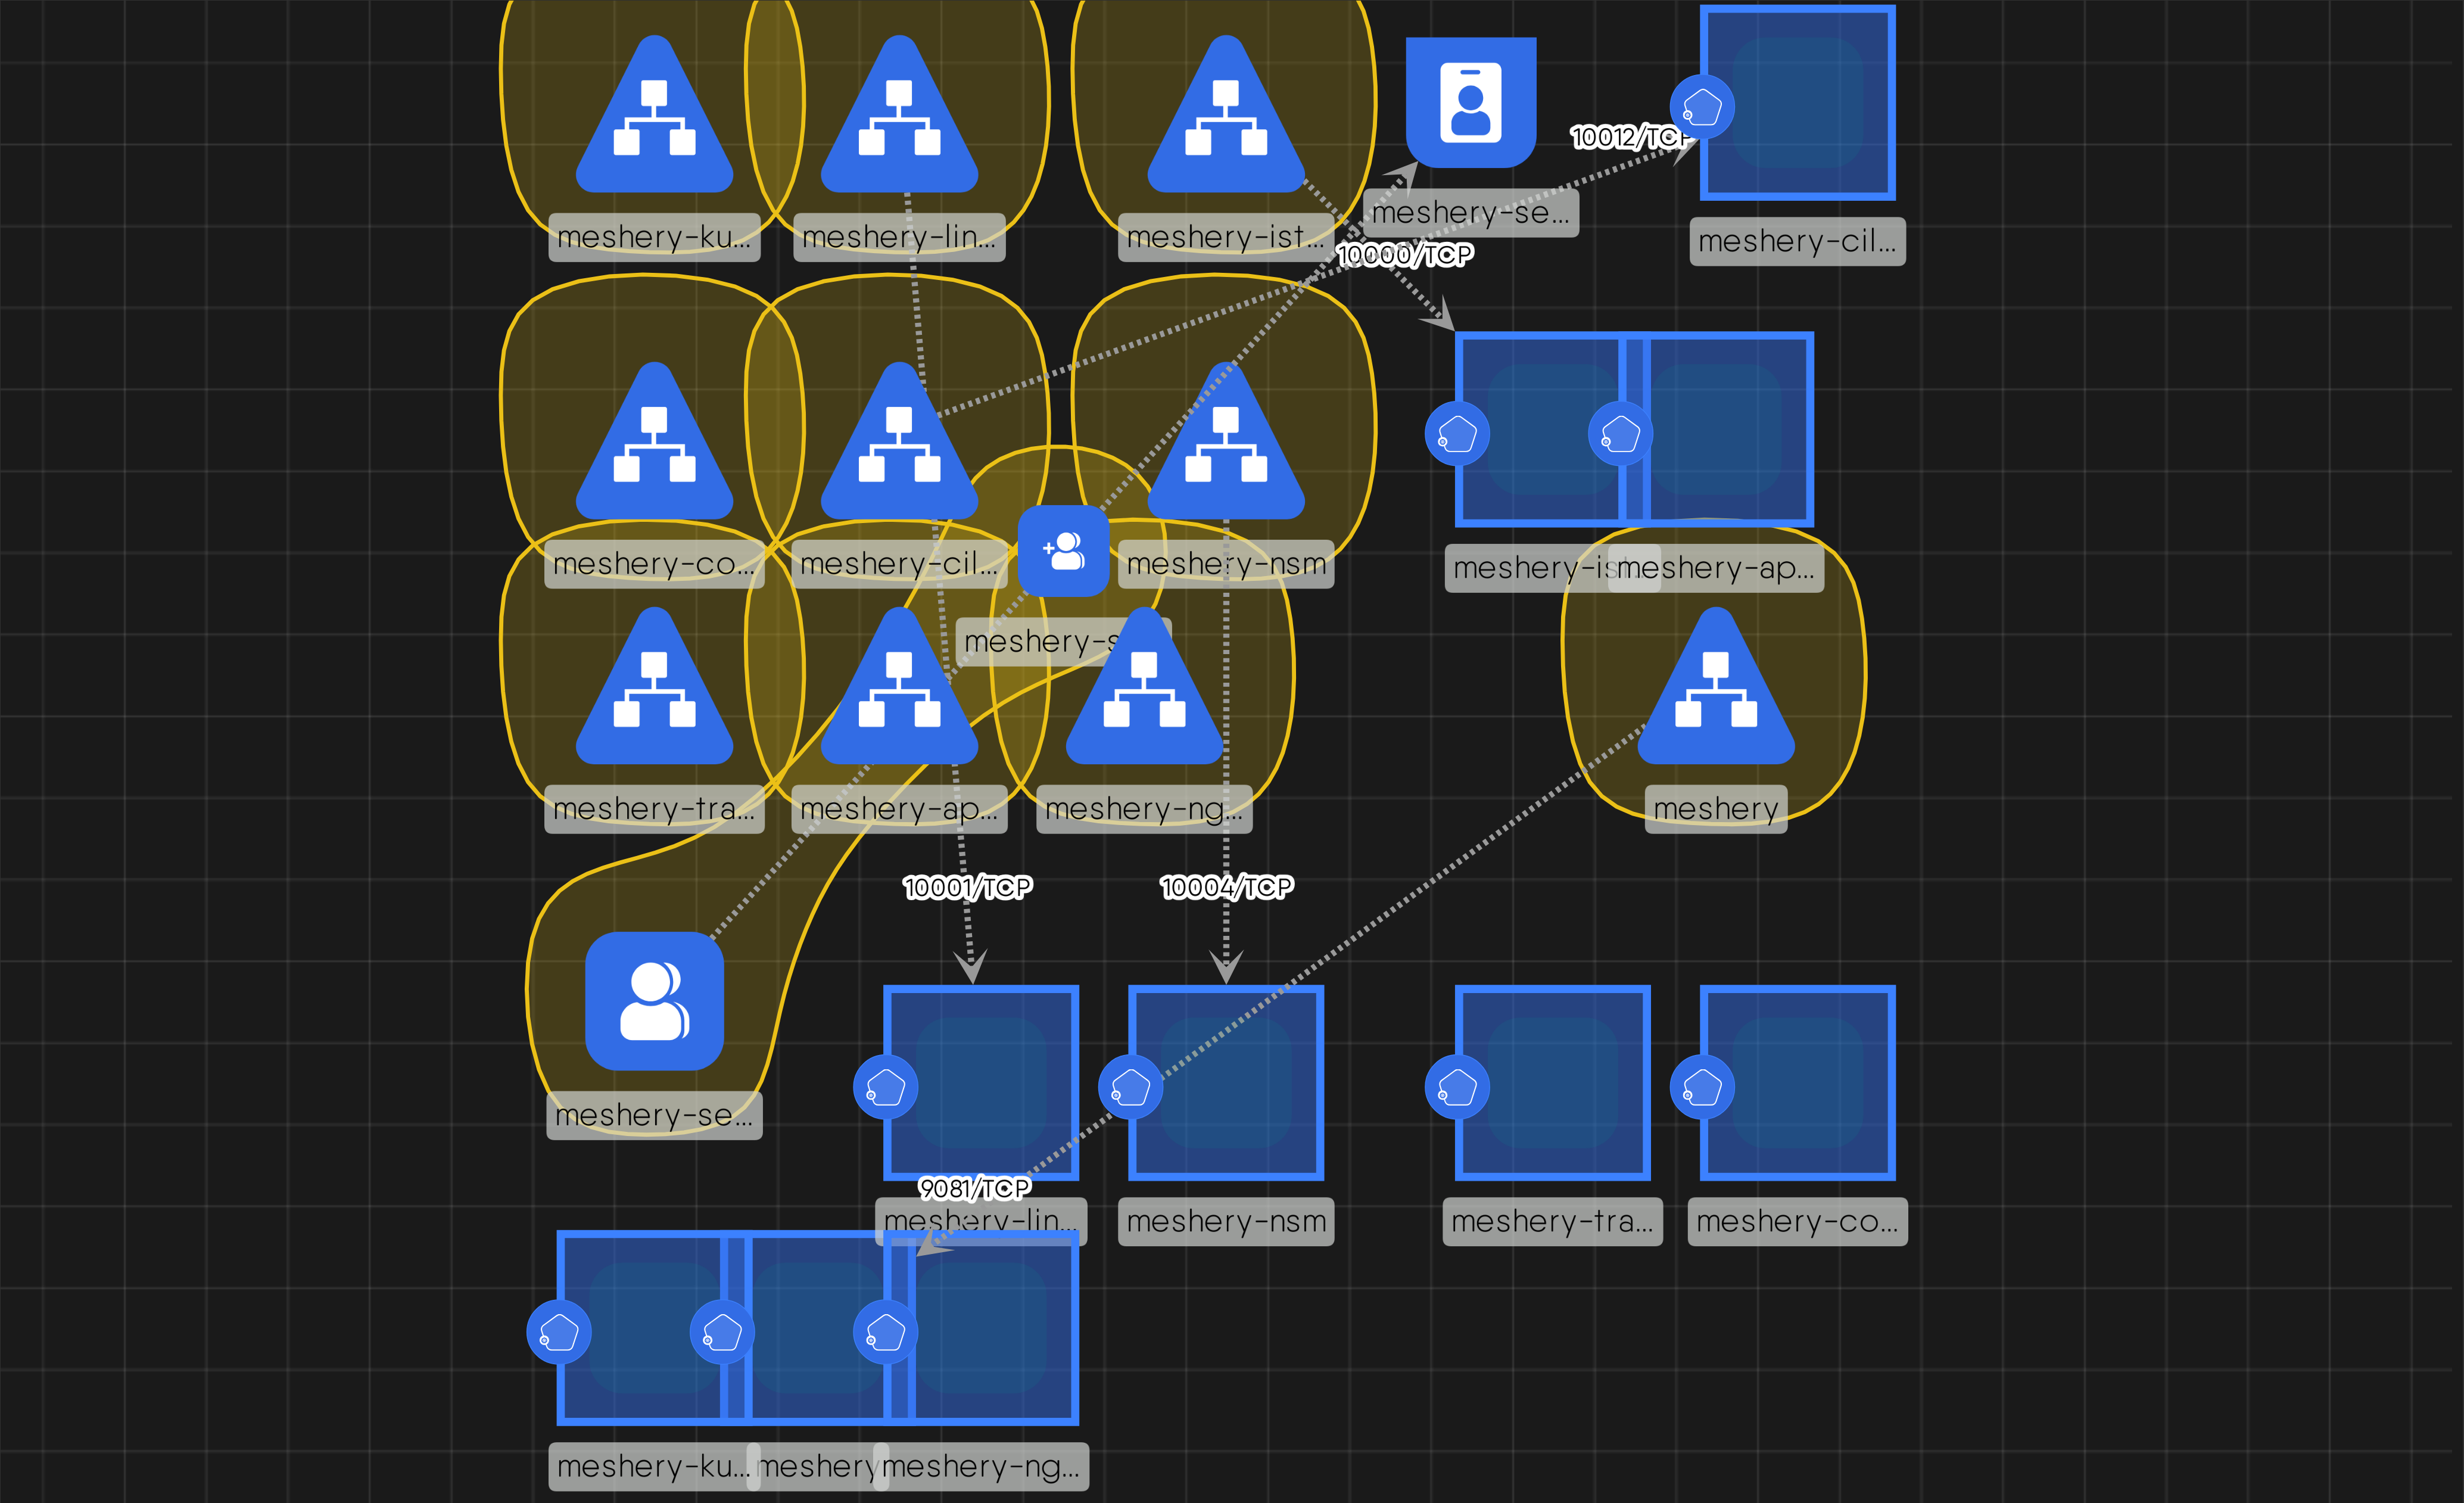 10012/TCP
meshery-se...
meshery-ku...
meshery-lin...
meshery-ist...
meshery-cil...
10000/TCP
meshery-co...
meshery-cil...
meshery-nsm
meshery-is
meshery-ap...
meshery-s
meshery-tra...
meshery-ap...
meshery-ng...
meshery
10001/TCP
10004/TCP
meshery-se...
9081/TCP
meshery-lin...
meshery-nsm
meshery-tra...
meshery-co...
meshery-ku...
meshery
meshery-ng...